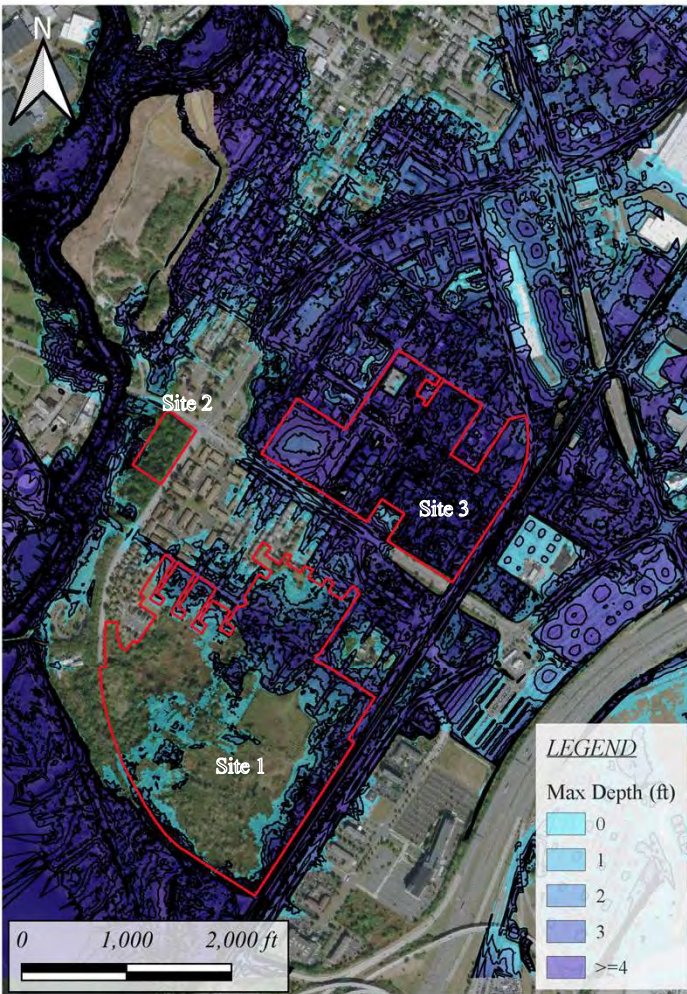 N
Site 2
Site 3
Site 1
LEGEND
Max Depth (ft)
0
1
2
3
>=4
0 1,000 2,000 ft